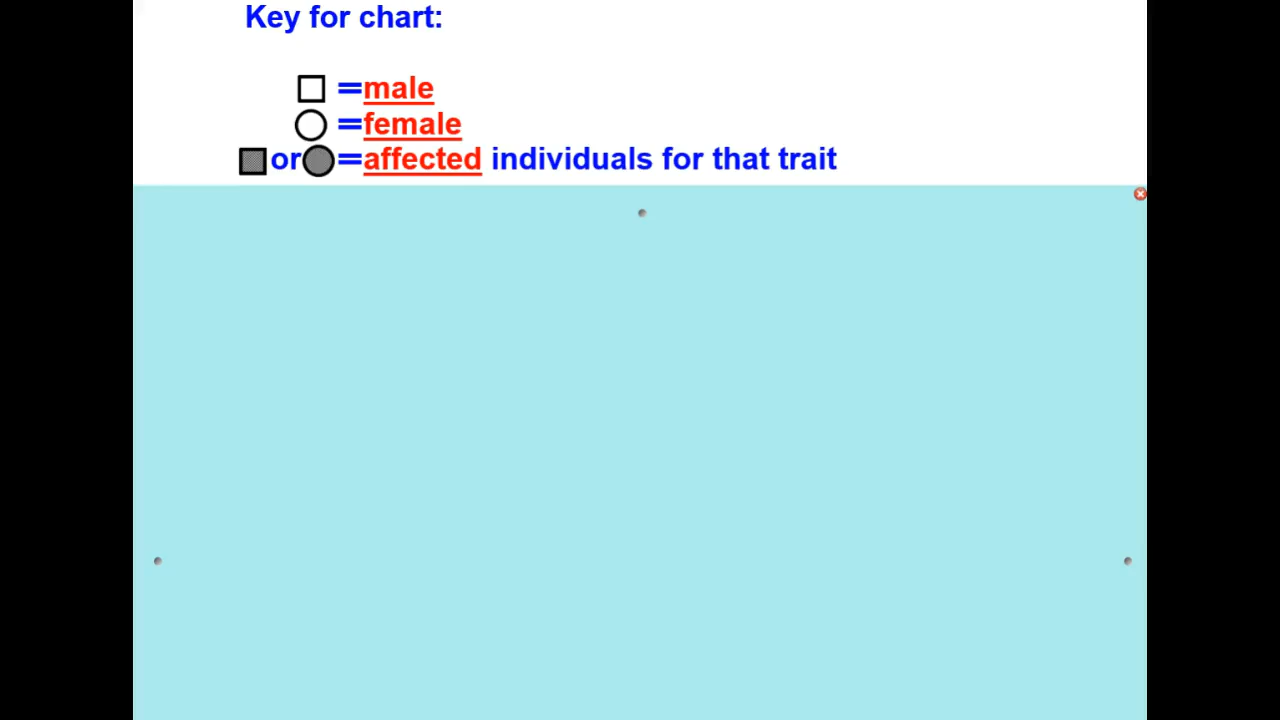 Key for chart:
=male
=female
or =affected individuals for that trait